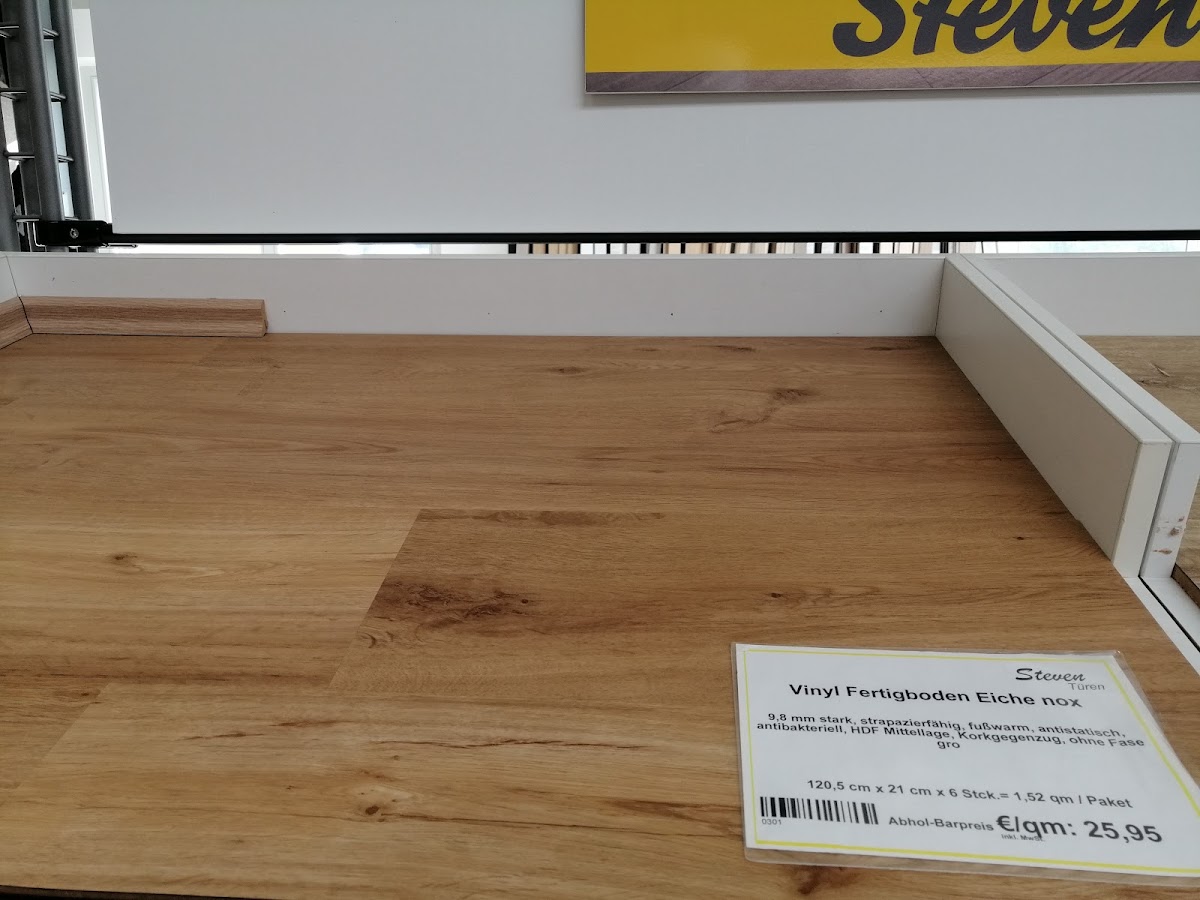 Steven
Steven
Türen
Vinyl Fertigboden Eiche nox
9,8 mm stark, strapazierfähig, fußwarm, antistatisch,
antibakteriell, HDF Mittellage, Korkgegenzug, ohne Fase
gro
120,5 cm x 21 cm x 6 Stck.= 1,52 qm / Paket
0301
Abhol-Barpreis €/qm: 25,95
inkl. MwSt.